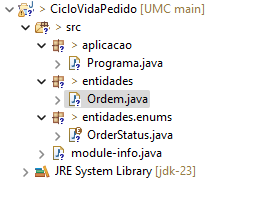 CicloVidaPedido [UMC main]
src
aplicacao
Programa.java
entidades
Ordem.java
entidades.enums
OrderStatus.java
module-info.java
JRE System Library [jdk-23]